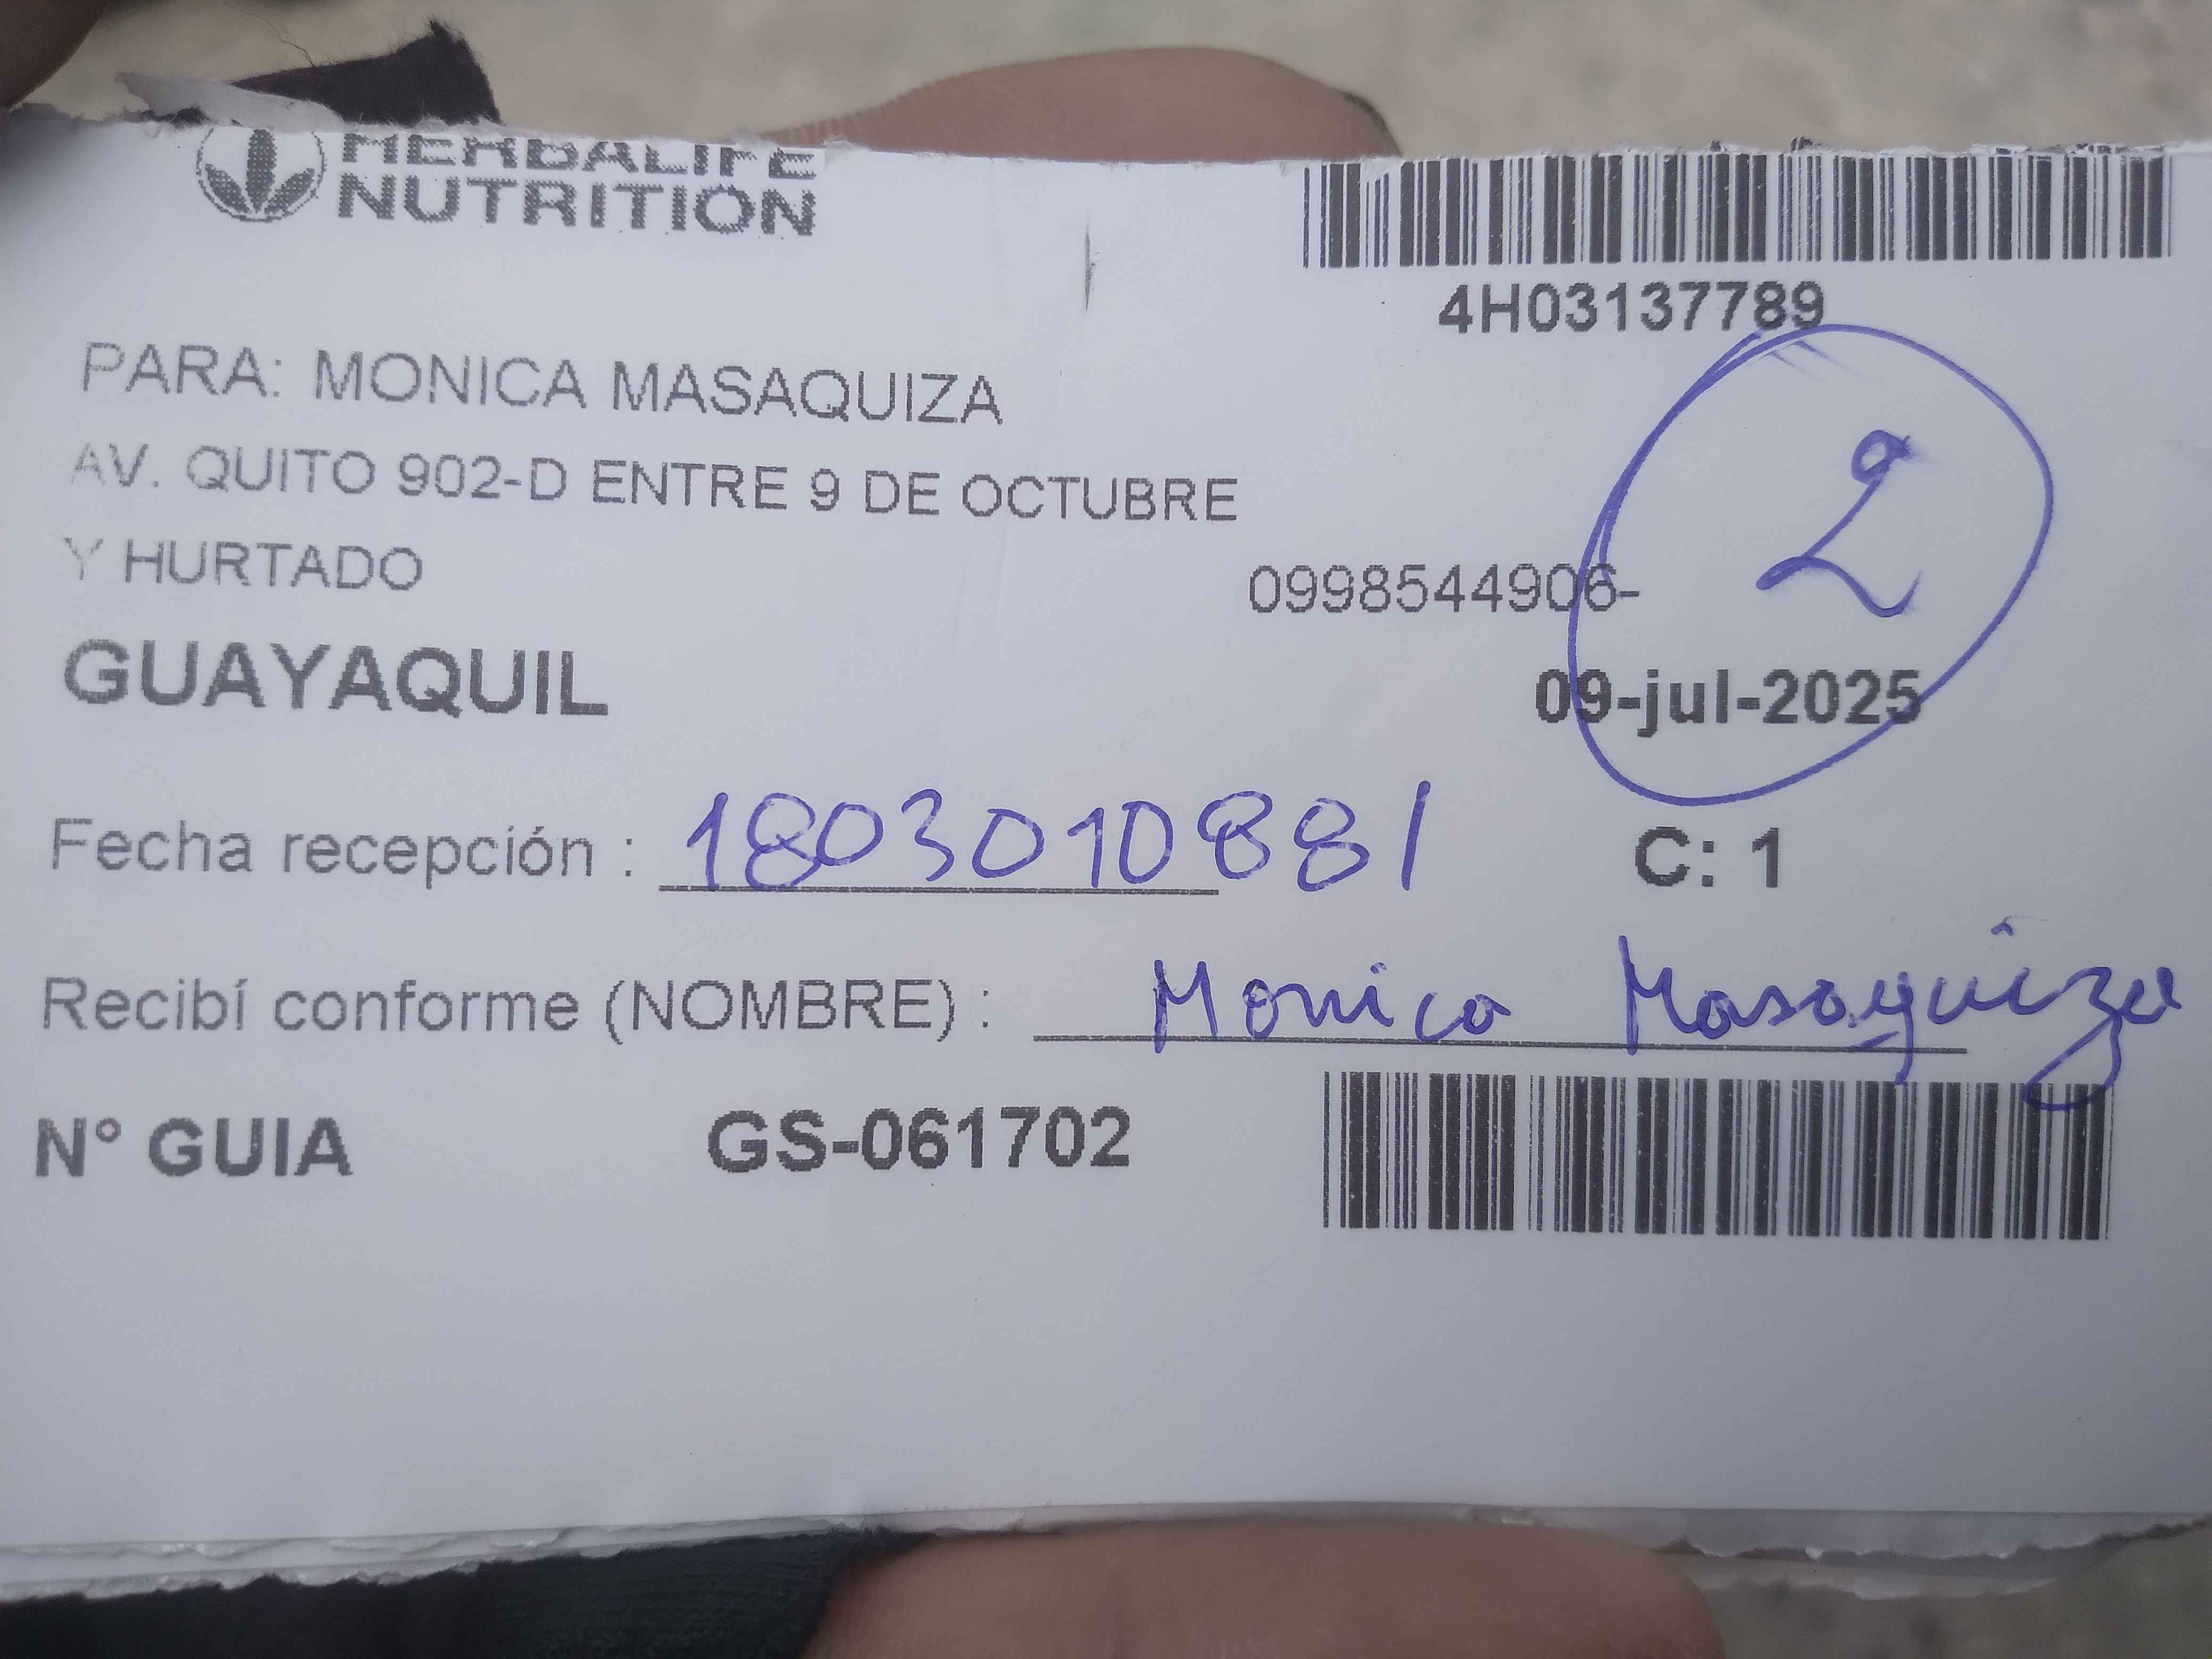 HERBALIFE
NUTRITION
4H03137789
PARA: MONICA MASAQUIZA
AV. QUITO 902-D ENTRE 9 DE OCTUBRE
Y HURTADO
2
0998544906-
GUAYAQUIL
09-jul-2025
Fecha recepción : 1803010881
C: 1
Recibí conforme (NOMBRE) : Monica Masaquiza
N° GUIA GS-061702